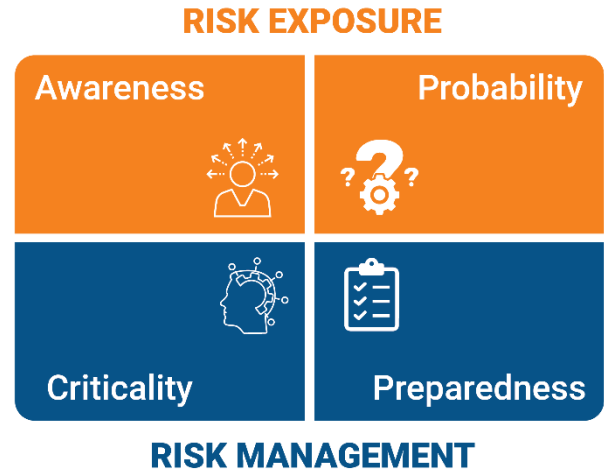 RISK EXPOSURE
Awareness
Probability
? ? ?
Criticality
Preparedness
RISK MANAGEMENT